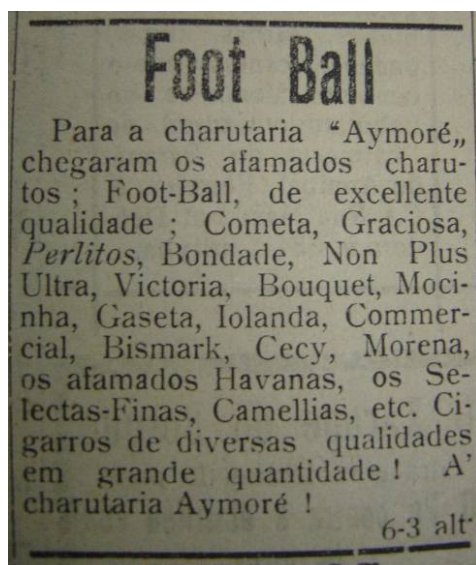 Foot Ball
Para a charutaria “Aymoré„
chegaram os afamados charu-
tos ; Foot-Ball, de excellente
qualidade ; Cometa, Graciosa,
Perlitos, Bondade, Non Plus
Ultra, Victoria, Bouquet, Moci-
nha, Gaseta, Iolanda, Commer-
cial, Bismark, Cecy, Morena,
os afamados Havanas, os Se-
lectas-Finas, Camellias, etc. Ci-
garros de diversas qualidades
em grande quantidade ! A'
charutaria Aymoré !
6-3 alt.